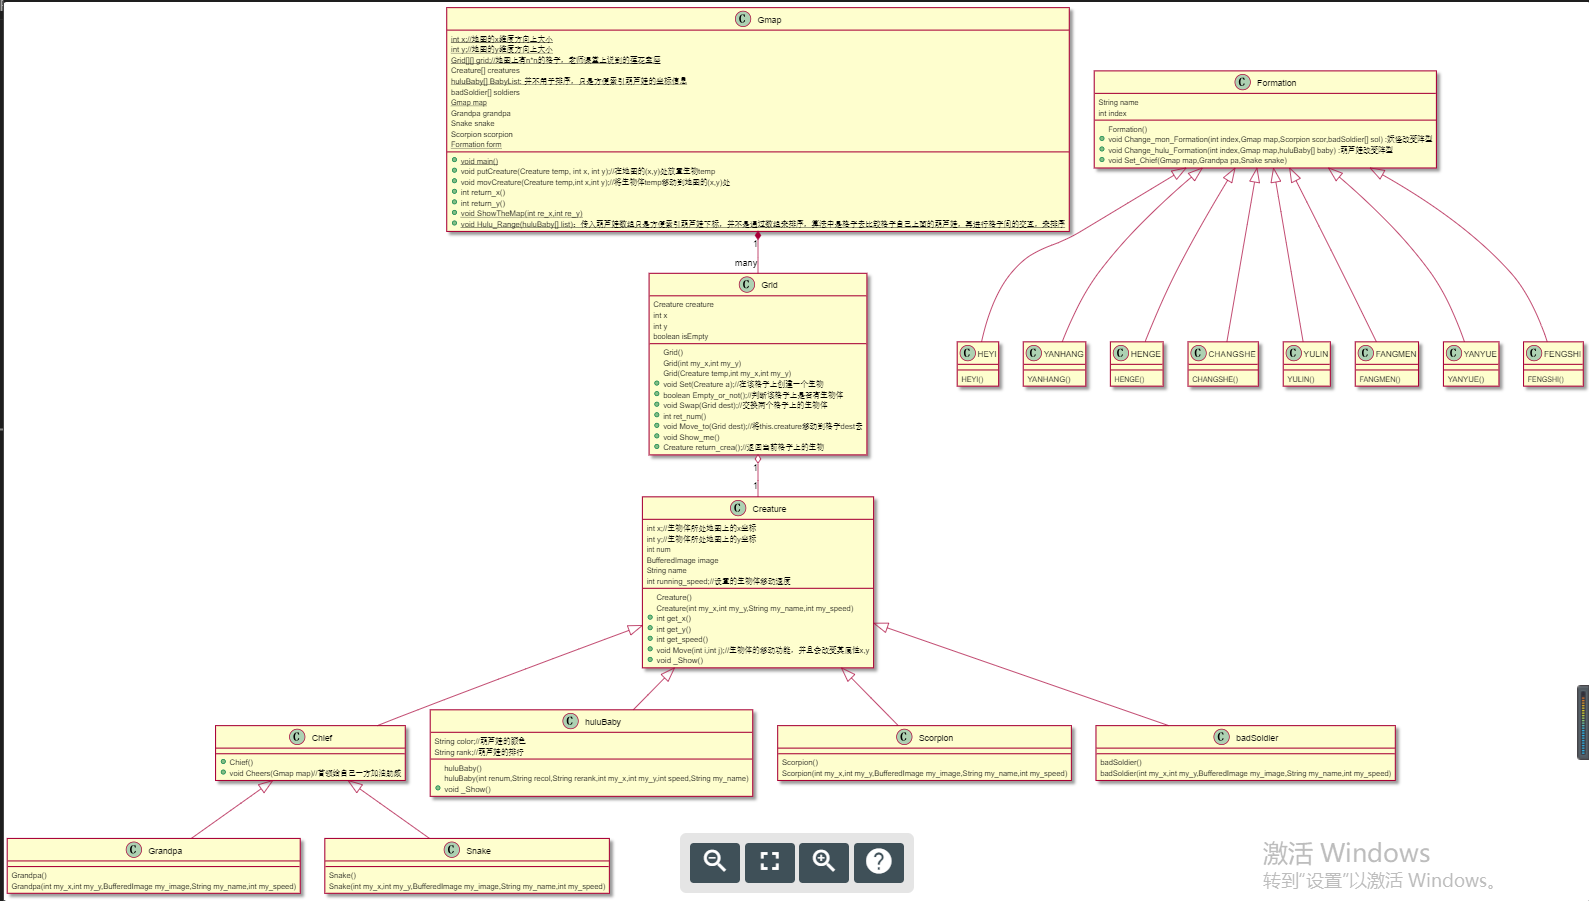 Gmap
int x;//地图的x维度方向上大小
int y;//地图的y维度方向上大小
Grid[][] grid;//地图上有n*n的格子，老师课堂上说到的莲花重层
Creature[] creatures
huluBaby[] BabyList: 并不用于排序，只是方便索引葫芦娃的坐标信息
badSoldier[] soldiers
Gmap map
Grandpa grandpa
Snake snake
Scorpion scorpion
Formation form
void main()
void putCreature(Creature temp, int x, int y);//在地图的(x,y)处放置生物temp
void movCreature(Creature temp,int x,int y);//将生物体temp移动到地图的(x,y)处
int return_x()
int return_y()
void ShowTheMap(int re_x,int re_y)
void Hulu_Range(huluBaby[] list): 传入葫芦娃数组只是方便索引葫芦娃下标，并不是通过数组来排序，算法中是格子去比较格子自己上面的葫芦娃，再进行格子间的交互，来排序
Formation
String name
int index
Formation()
void Change_mon_Formation(int index,Gmap map,Scorpion scor,badSoldier[] sol) :妖怪改变阵型
void Change_hulu_Formation(int index,Gmap map,huluBaby[] baby) :葫芦娃改变阵型
void Set_Chief(Gmap map,Grandpa pa,Snake snake)
1
many
Grid
Creature creature
int x
int y
boolean isEmpty
Grid()
Grid(int my_x,int my_y)
Grid(Creature temp,int my_x,int my_y)
void Set(Creature a);//在该格子上创建一个生物
boolean Empty_or_not();//判断该格子上是否有生物体
void Swap(Grid dest);//交换两个格子上的生物体
int ret_num()
void Move_to(Grid dest);//将this.creature移动到格子dest去
void Show_me()
Creature return_crea();//返回当前格子上的生物
HEYI
HEYI()
YANHANG
YANHANG()
HENGE
HENGE()
CHANGSHE
CHANGSHE()
YULIN
YULIN()
FANGMEN
FANGMEN()
YANYUE
YANYUE()
FENGSHI
FENGSHI()
1
1
Creature
int x;//生物体所处地图上的x坐标
int y;//生物体所处地图上的y坐标
int num
BufferedImage image
String name
int running_speed;//设置的生物体移动速度
Creature()
Creature(int my_x,int my_y,String my_name,int my_speed)
int get_x()
int get_y()
int get_speed()
void Move(int i,int j);//生物体的移动功能，并且会改变其属性x,y
void _Show()
Chief
Chief()
void Cheers(Gmap map)//首领给自己一方加油助威
huluBaby
String color;//葫芦娃的颜色
String rank;//葫芦娃的排行
huluBaby()
huluBaby(int renum,String recol,String rerank,int my_x,int my_y,int speed,String my_name)
void _Show()
Scorpion
Scorpion()
Scorpion(int my_x,int my_y,BufferedImage my_image,String my_name,int my_speed)
badSoldier
badSoldier()
badSoldier(int my_x,int my_y,BufferedImage my_image,String my_name,int my_speed)
Grandpa
Grandpa()
Grandpa(int my_x,int my_y,BufferedImage my_image,String my_name,int my_speed)
Snake
Snake()
Snake(int my_x,int my_y,BufferedImage my_image,String my_name,int my_speed)
激活 Windows
转到"设置"以激活 Windows。